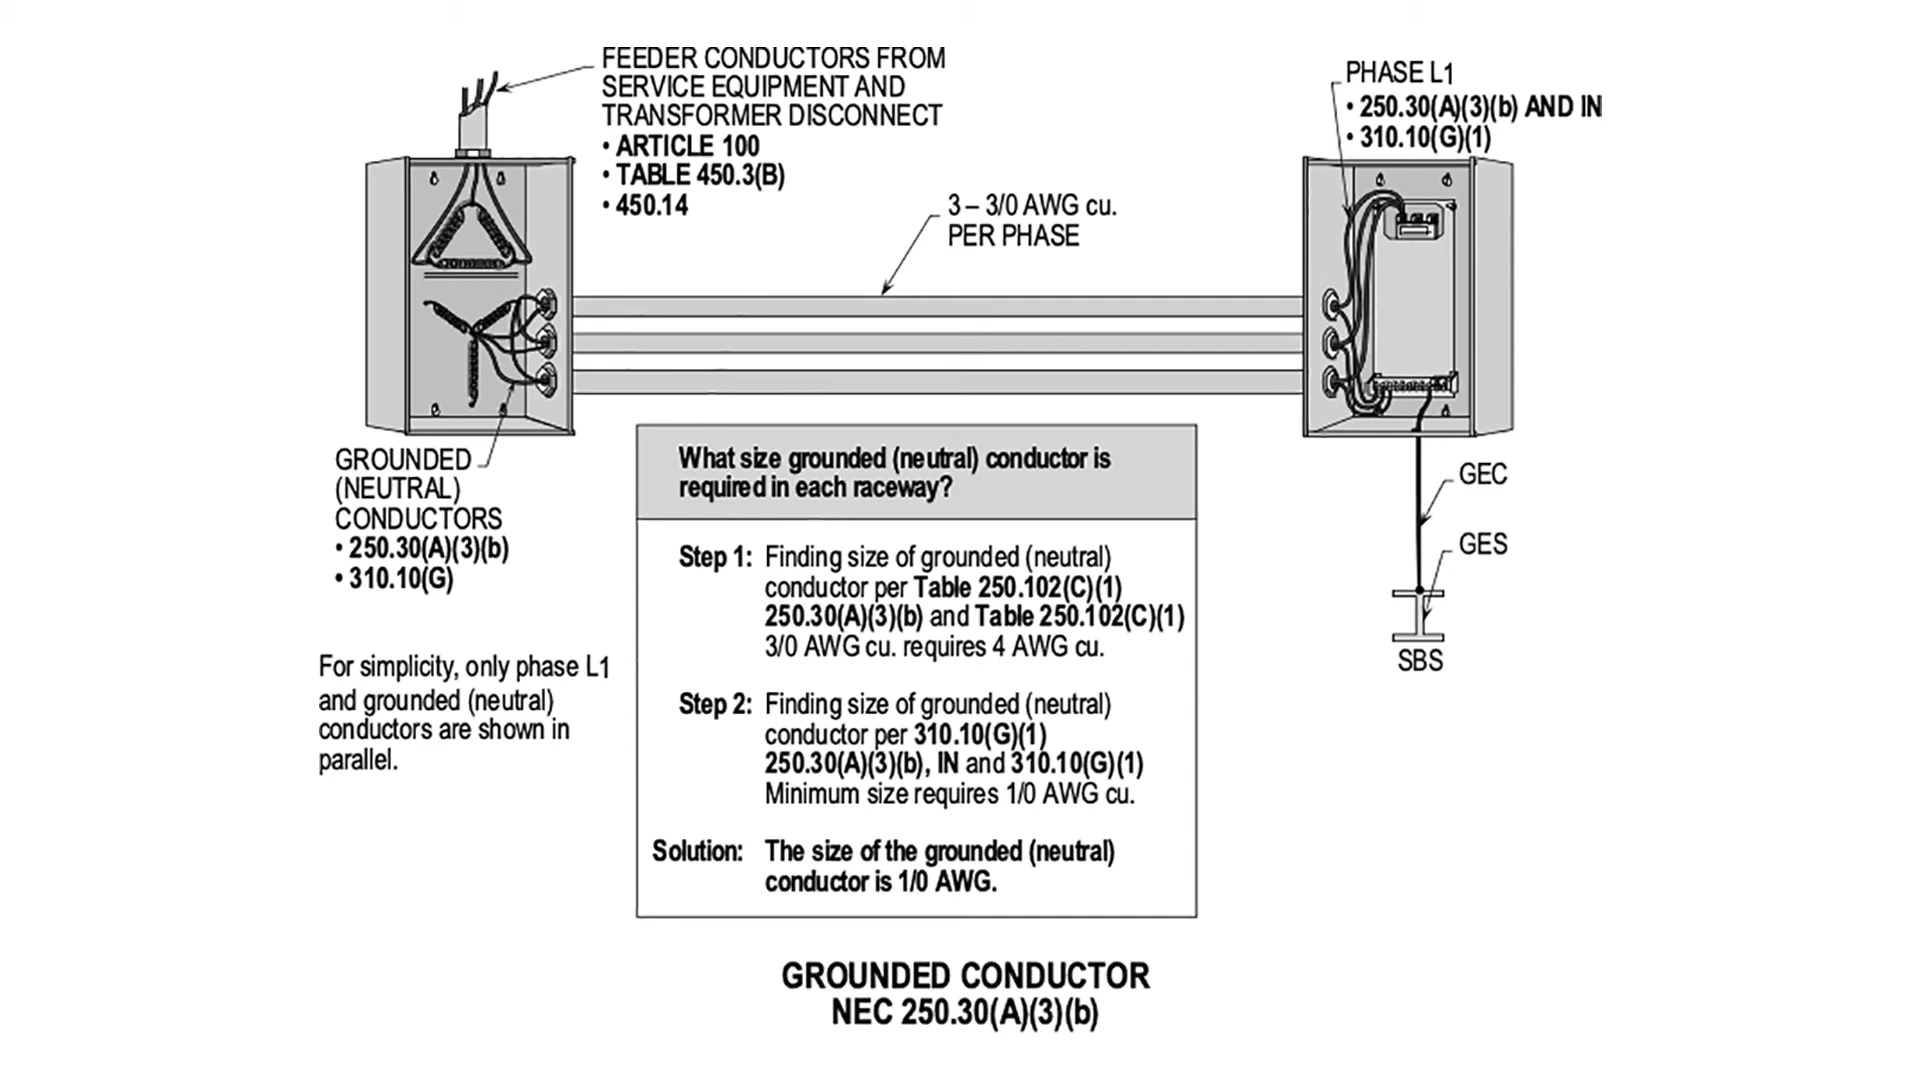 FEEDER CONDUCTORS FROM
SERVICE EQUIPMENT AND
TRANSFORMER DISCONNECT
• ARTICLE 100
• TABLE 450.3(B)
• 450.14
PHASE L1
• 250.30(A)(3)(b) AND IN
• 310.10(G)(1)
3 – 3/0 AWG cu.
PER PHASE
GROUNDED
(NEUTRAL)
CONDUCTORS
• 250.30(A)(3)(b)
• 310.10(G)
For simplicity, only phase L1
and grounded (neutral)
conductors are shown in
parallel.
What size grounded (neutral) conductor is
required in each raceway?
Step 1: Finding size of grounded (neutral)
conductor per Table 250.102(C)(1)
250.30(A)(3)(b) and Table 250.102(C)(1)
3/0 AWG cu. requires 4 AWG cu.
Step 2: Finding size of grounded (neutral)
conductor per 310.10(G)(1)
250.30(A)(3)(b), IN and 310.10(G)(1)
Minimum size requires 1/0 AWG cu.
Solution: The size of the grounded (neutral)
conductor is 1/0 AWG.
GEC
GES
SBS
GROUNDED CONDUCTOR
NEC 250.30(A)(3)(b)